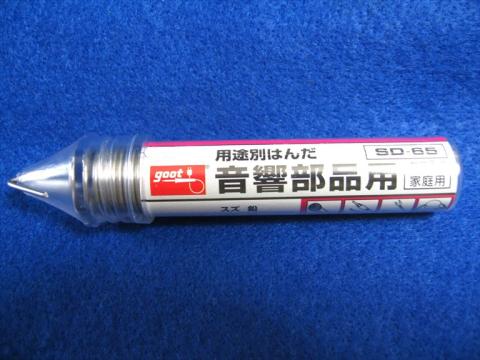 用途別はんだ
SD-65
goot
音響部品用
家庭用
スズ 鉛